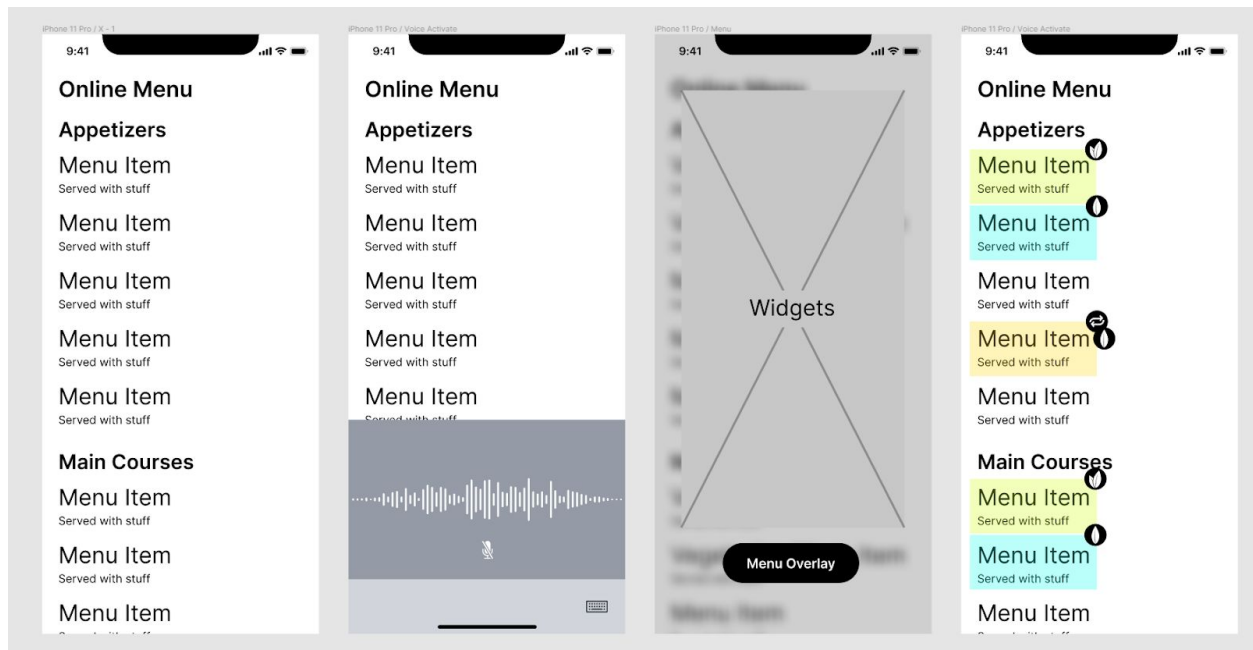 iPhone 11 Pro / X - 1
9:41
Online Menu
Appetizers
Menu Item
Served with stuff
Menu Item
Served with stuff
Menu Item
Served with stuff
Menu Item
Served with stuff
Menu Item
Served with stuff
Main Courses
Menu Item
Served with stuff
Menu Item
Served with stuff
Menu Item
iPhone 11 Pro / Voice Activate
9:41
Online Menu
Appetizers
Menu Item
Served with stuff
Menu Item
Served with stuff
Menu Item
Served with stuff
Menu Item
Served with stuff
Menu Item
Served with stuff
iPhone 11 Pro / Menu
9:41
Online Menu
Widgets
Menu Overlay
Menu Item
iPhone 11 Pro / Voice Activate
9:41
Online Menu
Appetizers
Menu Item
Served with stuff
Menu Item
Served with stuff
Menu Item
Served with stuff
Menu Item
Served with stuff
Menu Item
Served with stuff
Main Courses
Menu Item
Served with stuff
Menu Item
Served with stuff
Menu Item